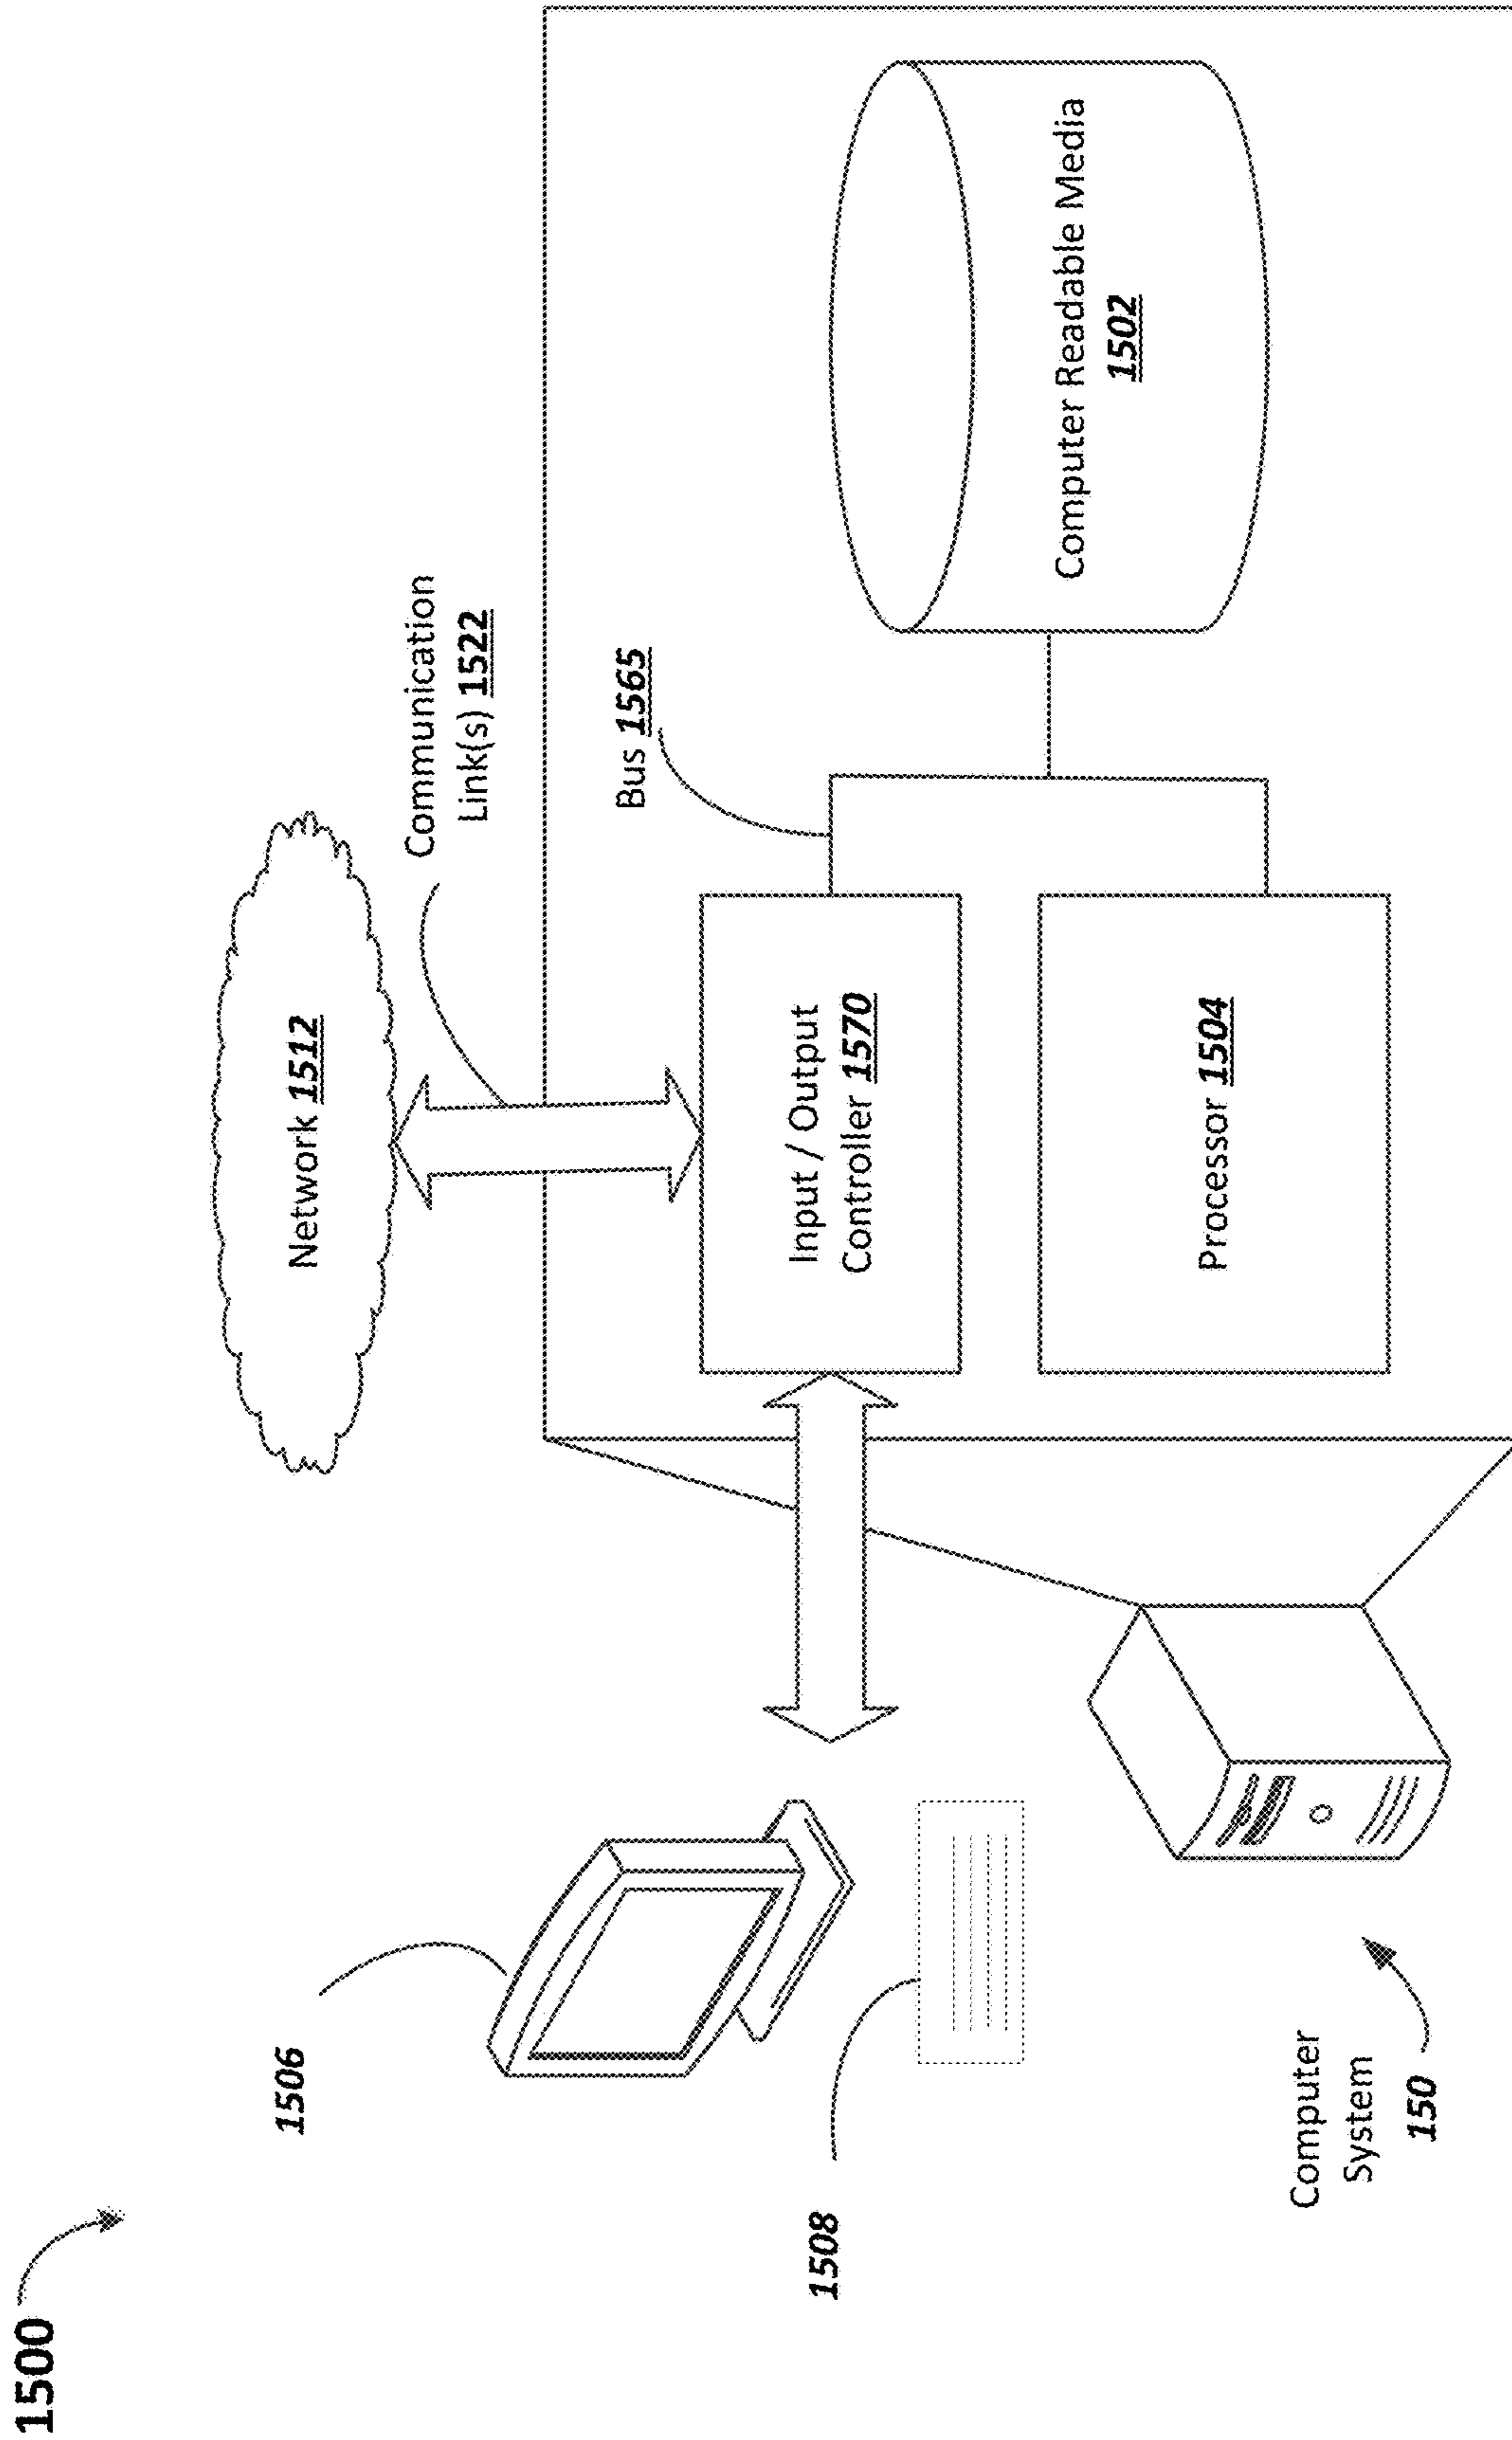 1500
1506
1508
Computer
System
150
Network 1512
Communication
Link(s) 1522
Bus 1565
Input / Output
Controller 1570
Processor 1504
Computer Readable Media
1502